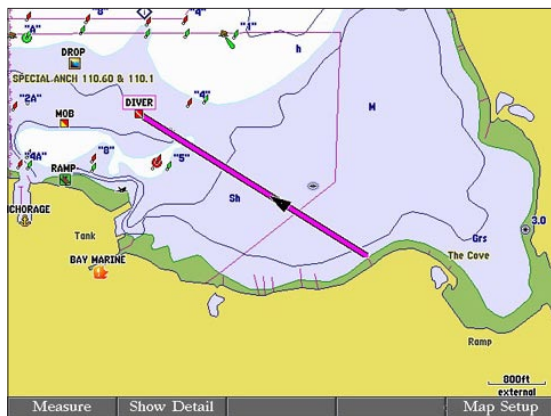 "A"
"8"
"4"
"1"
DROP
h
SPECIAL ANCH 110.60 & 110.1
"2A"
"4"
DIVER
M
MOB
"6"
"5"
"4A"
RAMP
Sh
CHORAGE
3.0
Tank
Grs
BAY MARINE
The Cove
Ramp
800ft
external
Measure
Show Detail
Map Setup